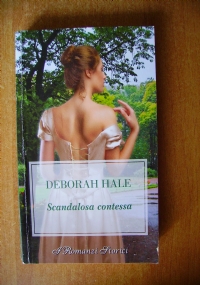 DEBORAH HALE
Scandalosa contessa
I Romanzi Storici